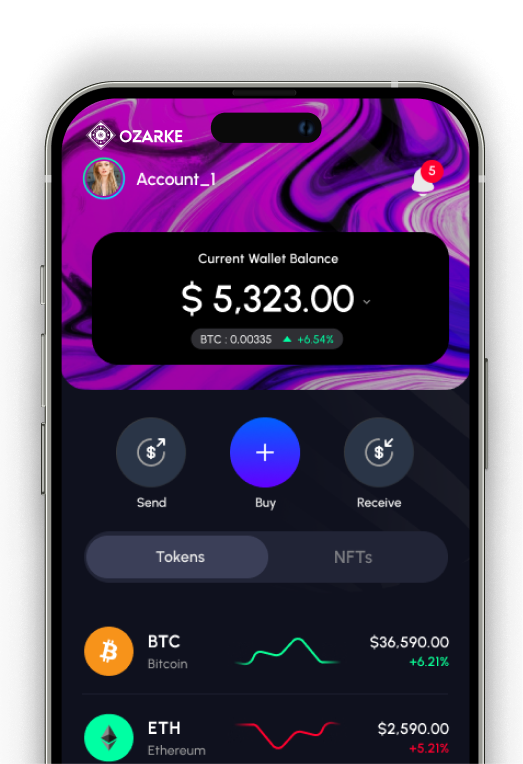 OZARKE
Account_1
5
Current Wallet Balance
$ 5,323.00
BTC : 0.00335 ▲ +6.54%
$ $
Send Buy Receive
Tokens NFTs
BTC $36,590.00
Bitcoin +6.21%
ETH $2,590.00
Ethereum +5.21%